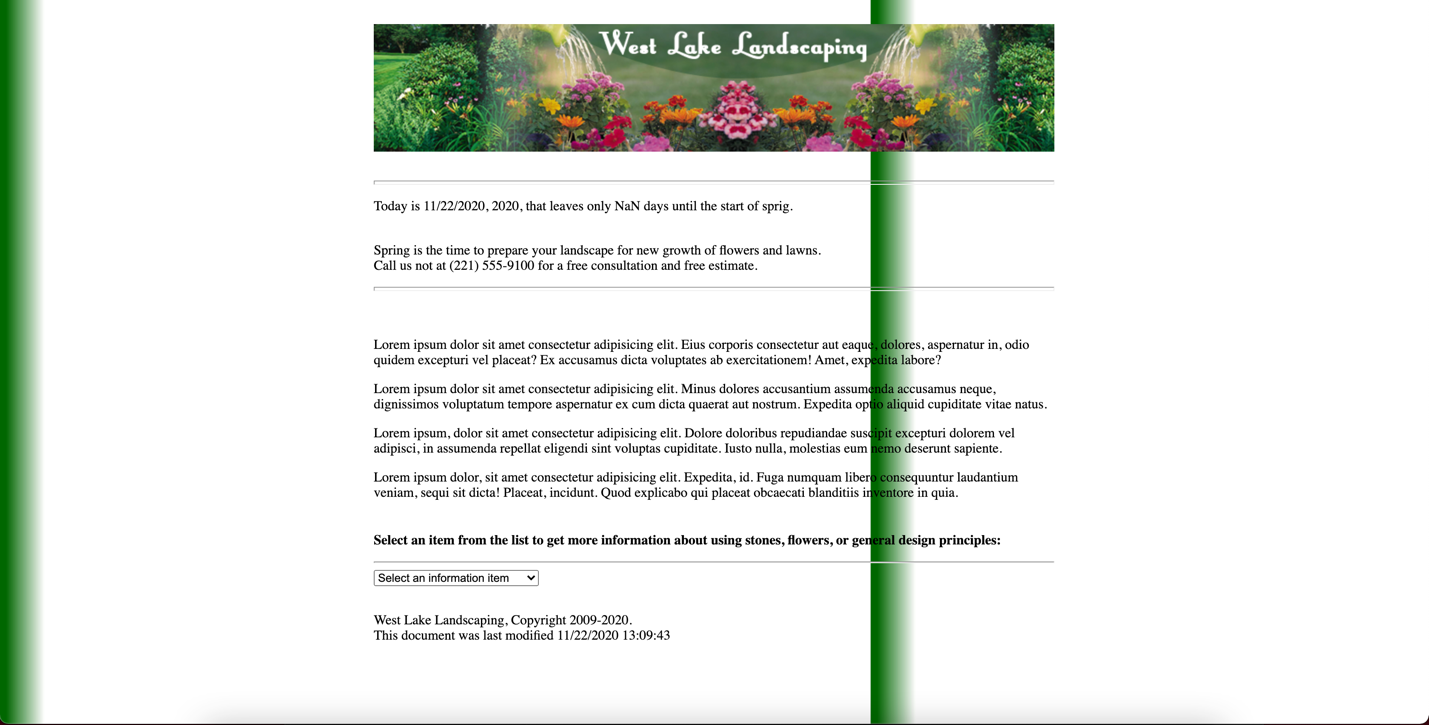 West Lake Landscaping
Today is 11/22/2020, 2020, that leaves only NaN days until the start of sprig.
Spring is the time to prepare your landscape for new growth of flowers and lawns.
Call us not at (221) 555-9100 for a free consultation and free estimate.
Lorem ipsum dolor sit amet consectetur adipisicing elit. Eius corporis consectetur aut eaque, dolores, aspernatur in, odio
quidem excepturi vel placeat? Ex accusamus dicta voluptates ab exercitationem! Amet, expedita labore?
Lorem ipsum dolor sit amet consectetur adipisicing elit. Minus dolores accusantium assumenda accusamus neque,
dignissimos voluptatum tempore aspernatur ex cum dicta quaerat aut nostrum. Expedita optio aliquid cupiditate vitae natus.
Lorem ipsum, dolor sit amet consectetur adipisicing elit. Dolore doloribus repudiandae suscipit excepturi dolorem vel
adipisci, in assumenda repellat eligendi sint voluptas cupiditate. Iusto nulla, molestias eum nemo deserunt sapiente.
Lorem ipsum dolor, sit amet consectetur adipisicing elit. Expedita, id. Fuga numquam libero consequuntur laudantium
veniam, sequi sit dicta! Placeat, incidunt. Quod explicabo qui placeat obcaecati blanditiis inventore in quia.
Select an item from the list to get more information about using stones, flowers, or general design principles:
Select an information item
West Lake Landscaping, Copyright 2009-2020.
This document was last modified 11/22/2020 13:09:43